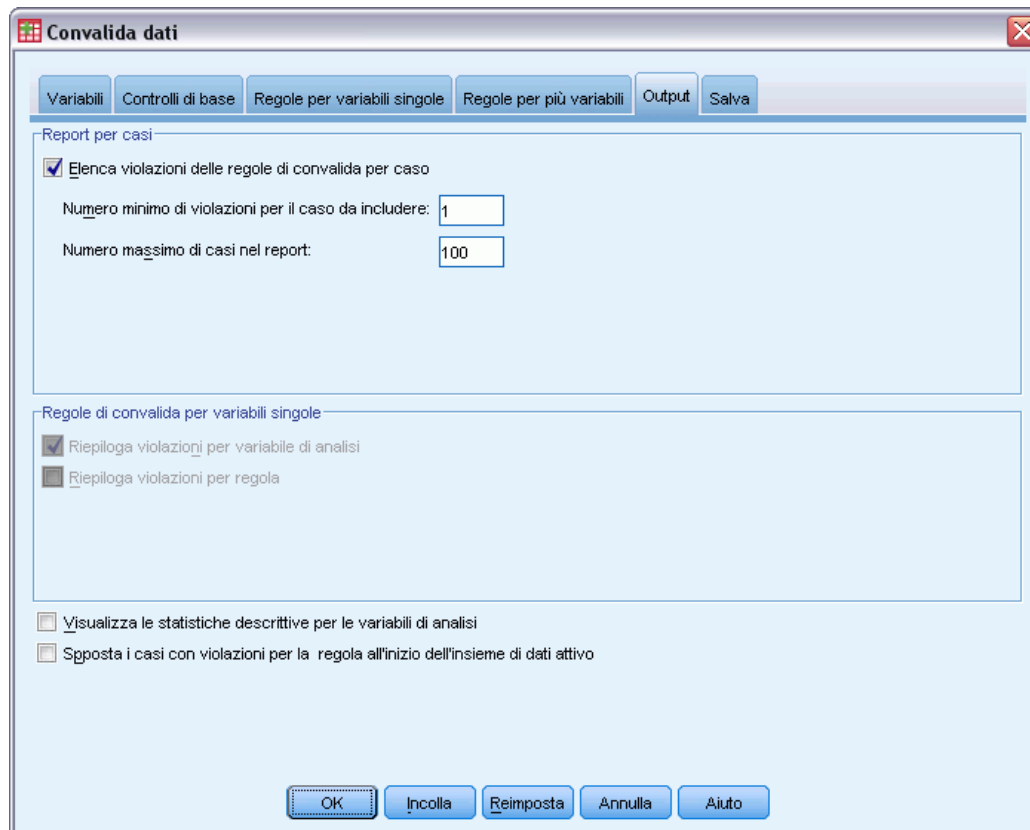 Convalida dati
Variabili Controlli di base Regole per variabili singole Regole per più variabili Output Salva
Report per casi
Elenca violazioni delle regole di convalida per caso
Numero minimo di violazioni per il caso da includere: 1
Numero massimo di casi nel report: 100
Regole di convalida per variabili singole
Riepiloga violazioni per variabile di analisi
Riepiloga violazioni per regola
Visualizza le statistiche descrittive per le variabili di analisi
Sposta i casi con violazioni per la regola all'inizio dell'insieme di dati attivo
OK Incolla Reimposta Annulla Aiuto